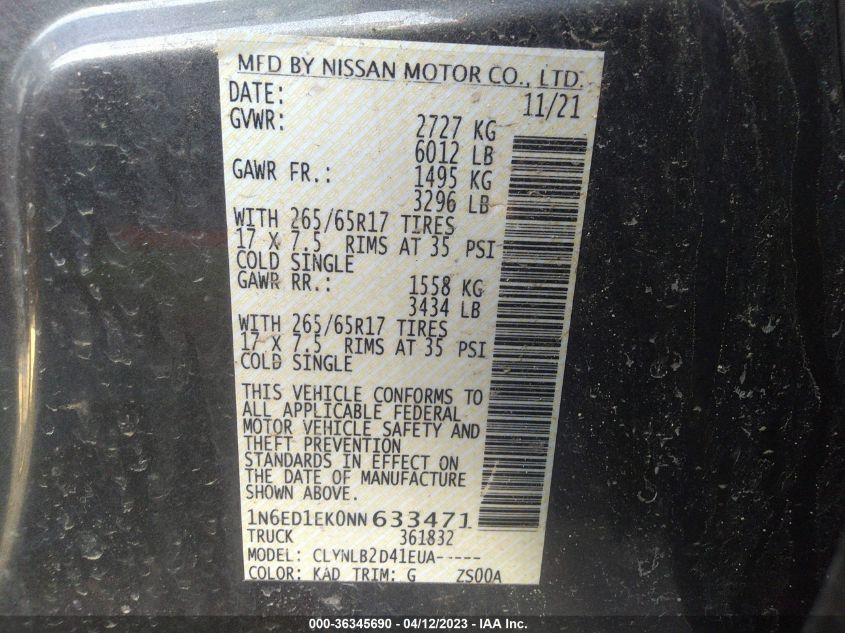 MFD BY NISSAN MOTOR CO., LTD.
DATE: 11/21
GVWR: 2727 KG
6012 LB
GAWR FR.: 1495 KG
3296 LB
WITH 265/65R17 TIRES
17 X 7.5 RIMS AT 35 PSI
COLD SINGLE
GAWR RR.: 1558 KG
3434 LB
WITH 265/65R17 TIRES
17 X 7.5 RIMS AT 35 PSI
COLD SINGLE
THIS VEHICLE CONFORMS TO
ALL APPLICABLE FEDERAL
MOTOR VEHICLE SAFETY AND
THEFT PREVENTION
STANDARDS IN EFFECT ON
THE DATE OF MANUFACTURE
SHOWN ABOVE.
1N6ED1EK0NN633471
TRUCK 361832
MODEL: CLYNLB2D41EUA-----
COLOR: KAD TRIM: G ZS00A
000-36345690 - 04/12/2023 - IAA Inc.